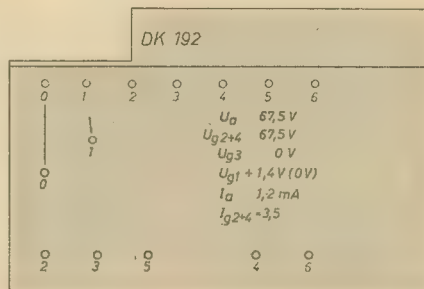 DK 192
0 1 2 3 4 5 6
Ua 67,5 V
Ug2+4 67,5 V
1
Ug3 0 V
0
Ug1 + 1,4 V (0V)
Ia 1,2 mA
Ig2+4 = 3,5
2 3 5 4 6